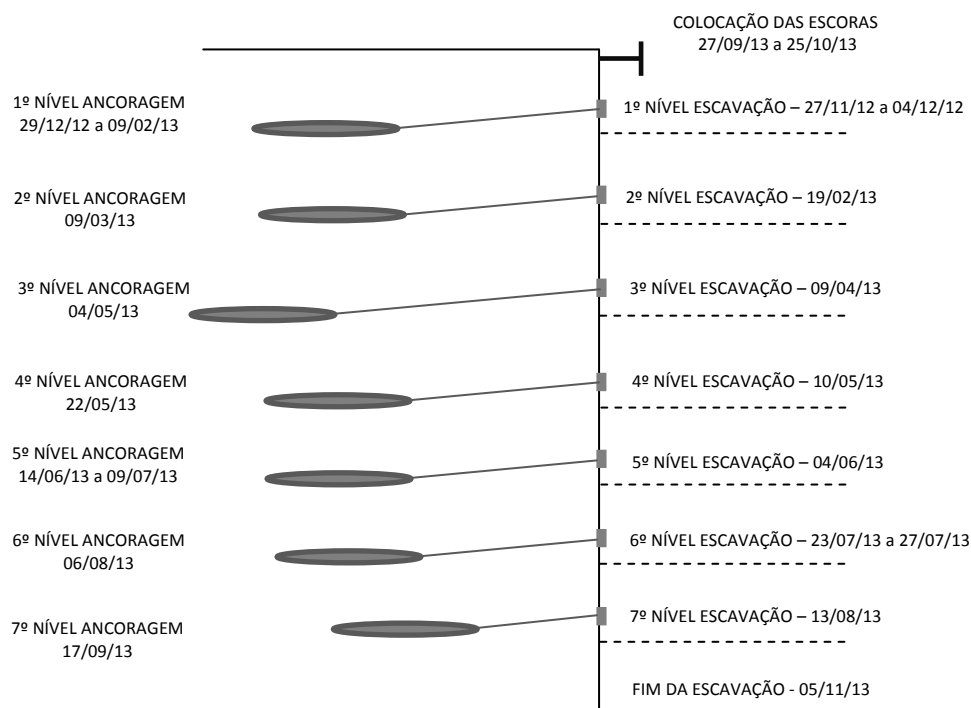 COLOCAÇÃO DAS ESCORAS
27/09/13 a 25/10/13
1º NÍVEL ANCORAGEM
29/12/12 a 09/02/13
1º NÍVEL ESCAVAÇÃO – 27/11/12 a 04/12/12
2º NÍVEL ANCORAGEM
09/03/13
2º NÍVEL ESCAVAÇÃO – 19/02/13
3º NÍVEL ANCORAGEM
04/05/13
3º NÍVEL ESCAVAÇÃO – 09/04/13
4º NÍVEL ANCORAGEM
22/05/13
4º NÍVEL ESCAVAÇÃO – 10/05/13
5º NÍVEL ANCORAGEM
14/06/13 a 09/07/13
5º NÍVEL ESCAVAÇÃO – 04/06/13
6º NÍVEL ANCORAGEM
06/08/13
6º NÍVEL ESCAVAÇÃO – 23/07/13 a 27/07/13
7º NÍVEL ANCORAGEM
17/09/13
7º NÍVEL ESCAVAÇÃO – 13/08/13
FIM DA ESCAVAÇÃO - 05/11/13